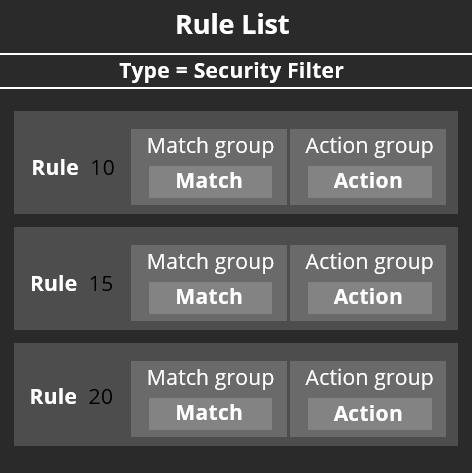 Rule List
Type = Security Filter
Rule 10
Match group
Match
Action group
Action
Rule 15
Match group
Match
Action group
Action
Rule 20
Match group
Match
Action group
Action